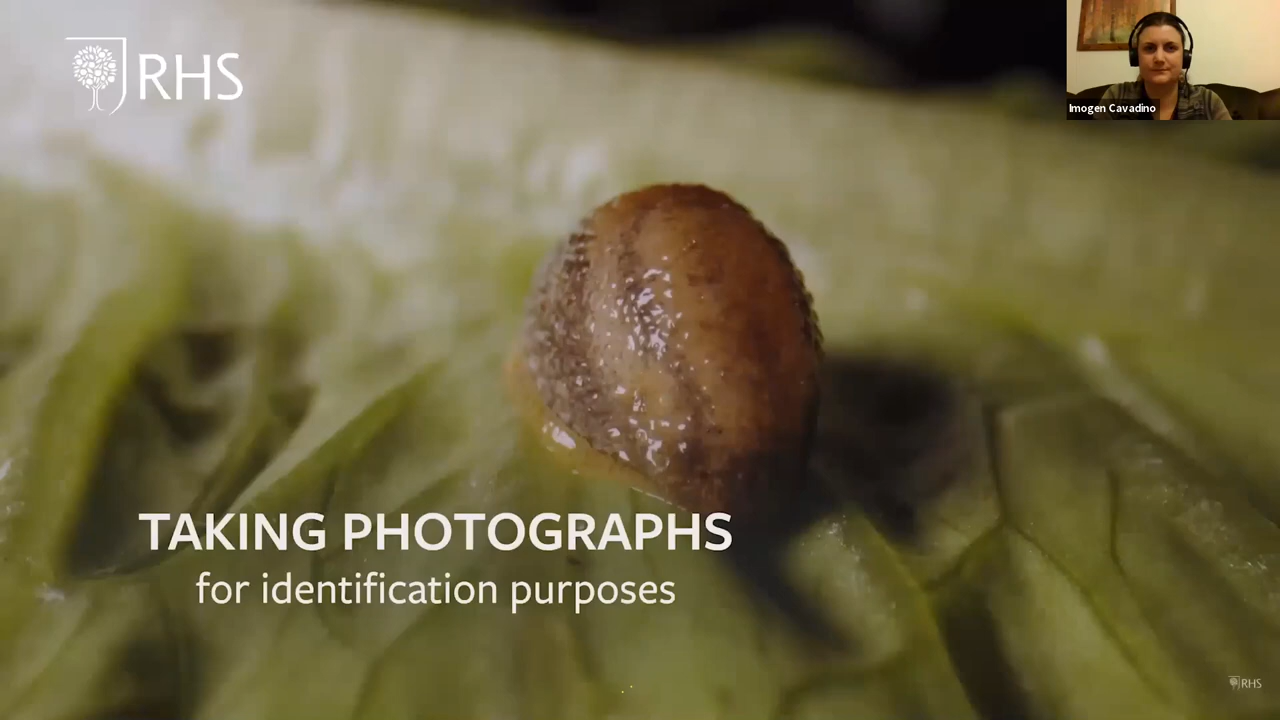 RHS
Imogen Cavadino
TAKING PHOTOGRAPHS
for identification purposes
RHS